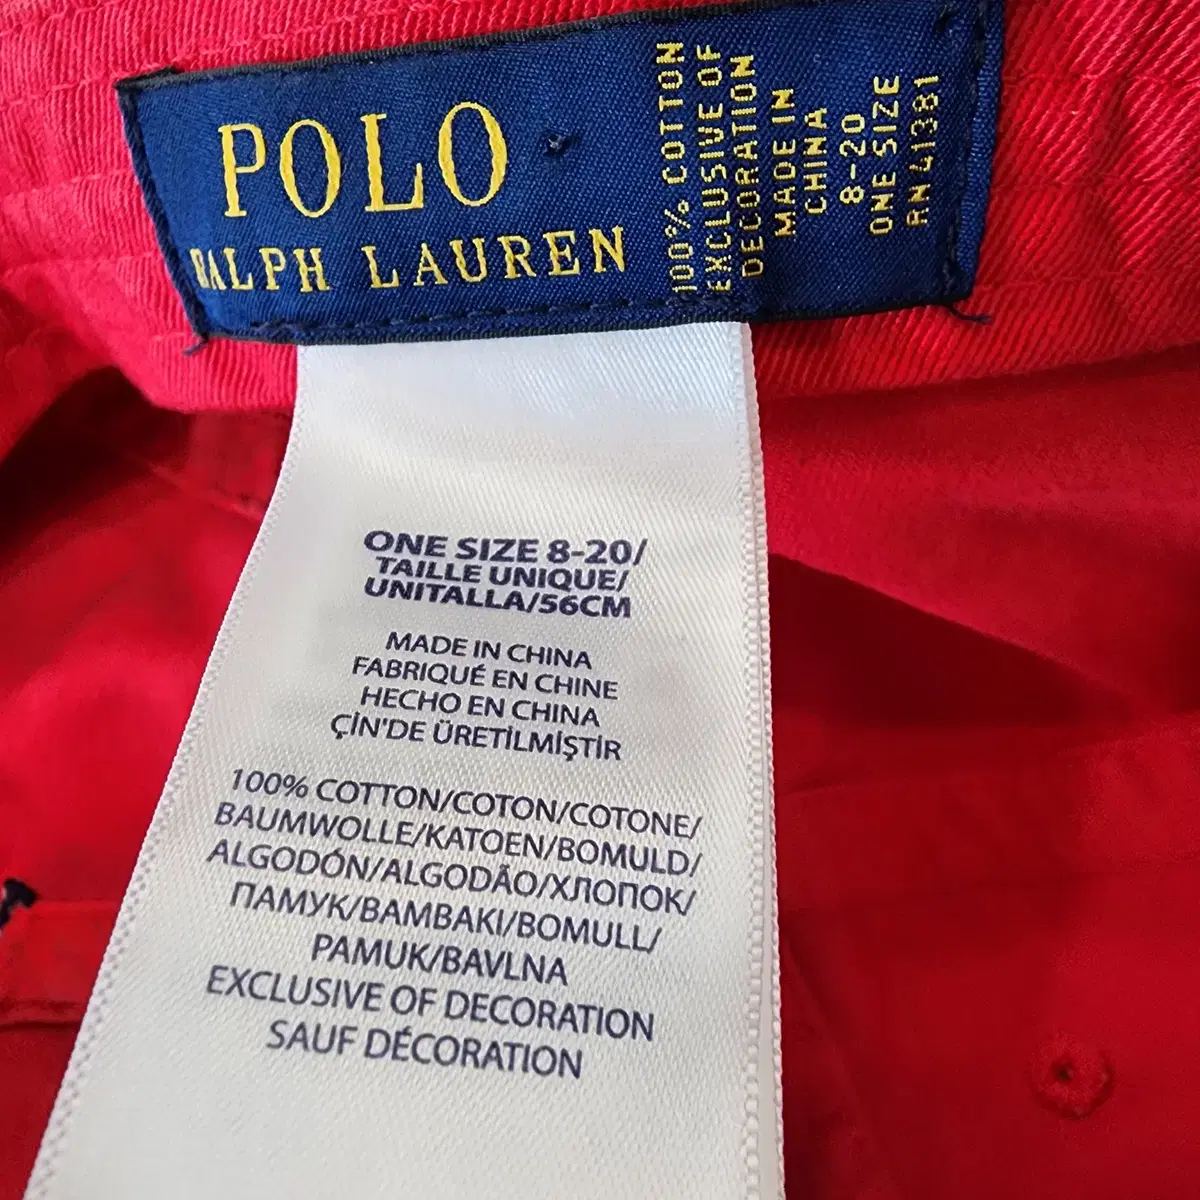 POLO
RALPH LAUREN
100% COTTON
EXCLUSIVE OF
DECORATION
MADE IN
CHINA
8-20
ONE SIZE
RN 41381
ONE SIZE 8-20/
TAILLE UNIQUE/
UNITALLA/56CM
MADE IN CHINA
FABRIQUÉ EN CHINE
HECHO EN CHINA
ÇİN'DE ÜRETİLMİŞTİR
100% COTTON/COTON/COTONE/
BAUMWOLLE/KATOEN/BOMULD/
ALGODÓN/ALGODÃO/ХЛОПОК/
ПАМУК/BAMBAKI/BOMULL/
PAMUK/BAVLNA
EXCLUSIVE OF DECORATION
SAUF DÉCORATION